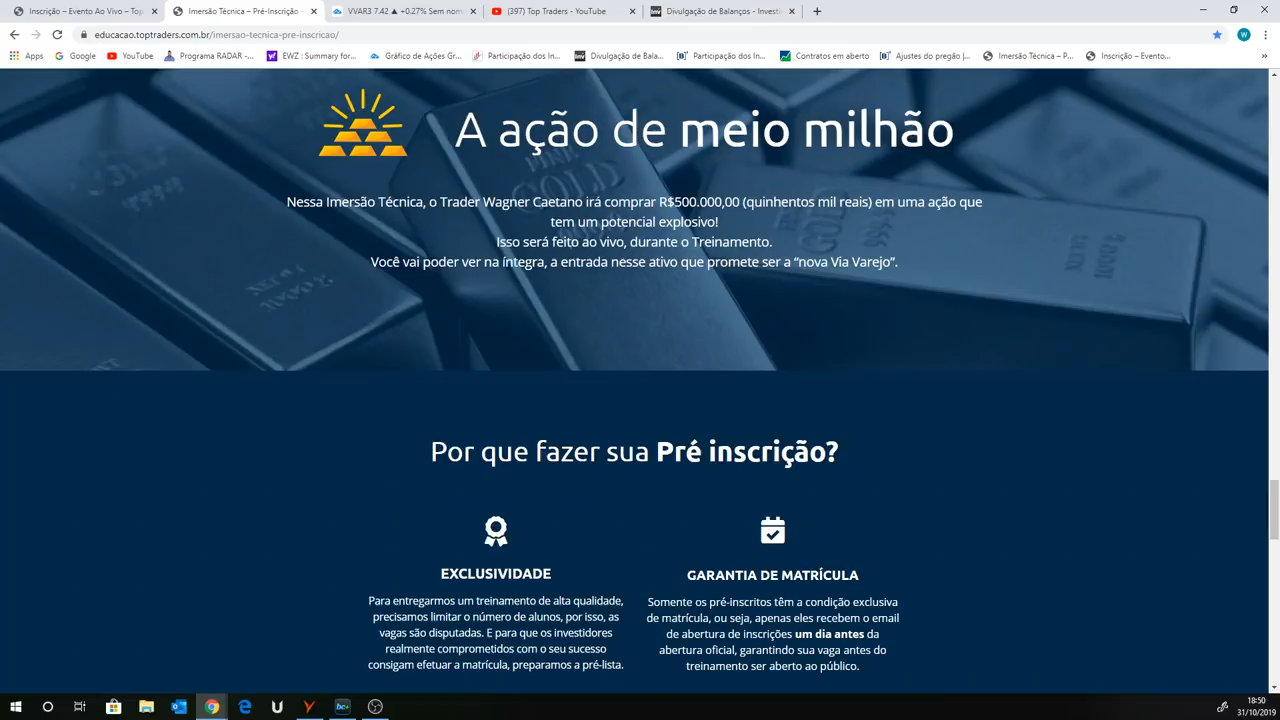 Inscrição – Evento Ao Vivo – Top
Imersão Técnica – Pré-Inscrição -
VVAR3 7.42 ▲ +0.27% Sem nom
(397) Top Traders - YouTube
Divulgação de Balanços - Investi
educacao.toptraders.com.br/imersao-tecnica-pre-inscricao/
W
Apps
Google
YouTube
Programa RADAR -...
EWZ : Summary for...
Gráfico de Ações Gr...
Participação dos In...
Divulgação de Bala...
Participação dos In...
Contratos em aberto
Ajustes do pregão |...
Imersão Técnica – P...
Inscrição – Evento...
A ação de meio milhão
GOLD
Nessa Imersão Técnica, o Trader Wagner Caetano irá comprar R$500.000,00 (quinhentos mil reais) em uma ação que
tem um potencial explosivo!
Isso será feito ao vivo, durante o Treinamento.
Você vai poder ver na íntegra, a entrada nesse ativo que promete ser a “nova Via Varejo”.
Por que fazer sua Pré inscrição?
EXCLUSIVIDADE
Para entregarmos um treinamento de alta qualidade,
precisamos limitar o número de alunos, por isso, as
vagas são disputadas. E para que os investidores
realmente comprometidos com o seu sucesso
consigam efetuar a matrícula, preparamos a pré-lista.
GARANTIA DE MATRÍCULA
Somente os pré-inscritos têm a condição exclusiva
de matrícula, ou seja, apenas eles recebem o email
de abertura de inscrições um dia antes da
abertura oficial, garantindo sua vaga antes do
treinamento ser aberto ao público.
18:50
31/10/2019